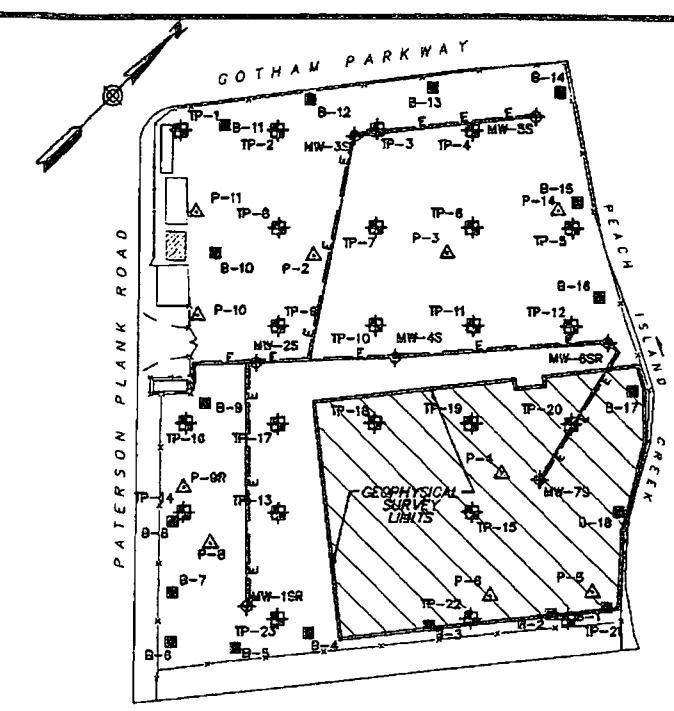 GOTHAM PARKWAY
B-14
B-13
B-12
TP-1
B-11
TP-2
MW-3S
TP-3
TP-4
MW-5S
B-15
P-14
P-11
TP-6
TP-7
TP-6
TP-5
PEACH
ISLAND
CREEK
PATERSON PLANK ROAD
B-10
P-2
P-3
B-16
P-10
TP-11
TP-12
TP-10
MW-2S
MW-4S
MW-6SR
B-9
TP-16
TP-17
TP-18
TP-19
TP-20
B-17
P-4
P-9R
TP-14
TP-13
GEOPHYSICAL
SURVEY
LIMITS
MW-7S
TP-15
B-18
B-8
P-8
B-7
MW-1SR
P-6
P-5
TP-22
TP-23
B-6
B-5
B-4
B-3
B-2
B-1
TP-21
E